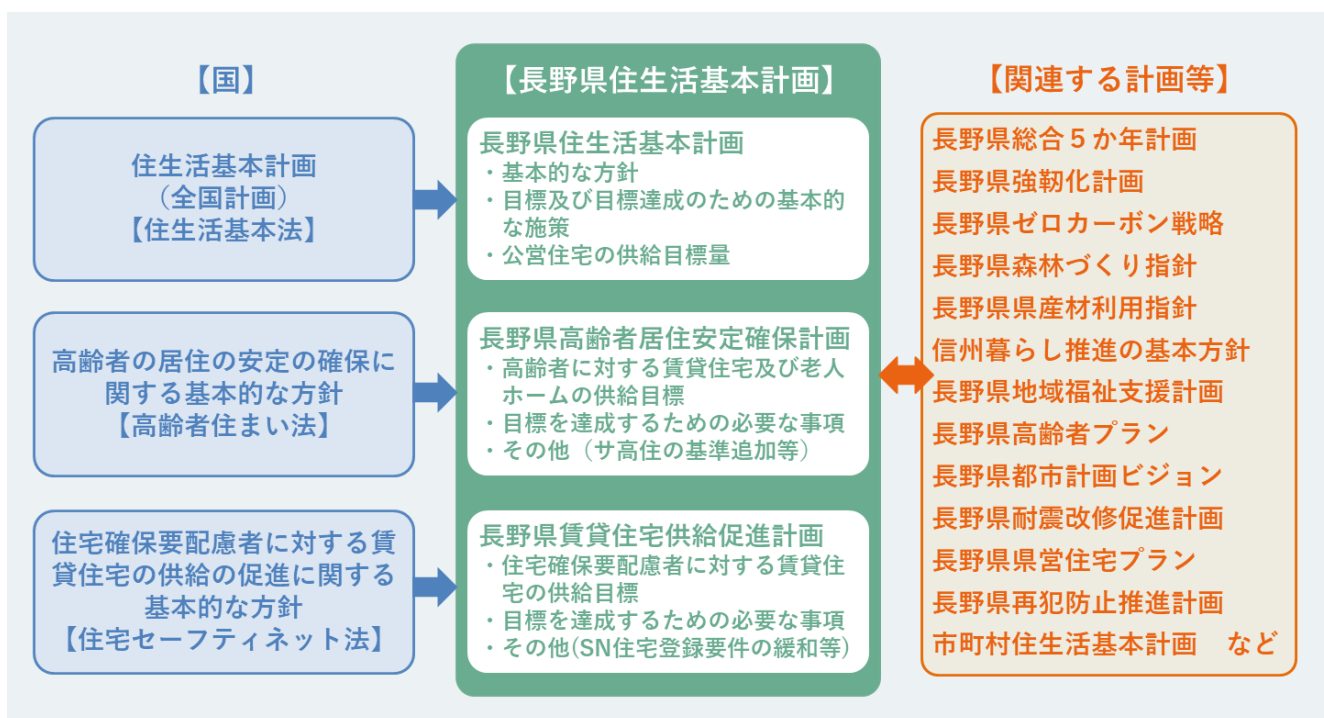 【国】
住生活基本計画
（全国計画）
【住生活基本法】
高齢者の居住の安定の確保に
関する基本的な方針
【高齢者住まい法】
住宅確保要配慮者に対する賃
貸住宅の供給の促進に関する
基本的な方針
【住宅セーフティネット法】
【長野県住生活基本計画】
長野県住生活基本計画
・基本的な方針
・目標及び目標達成のための基本的
な施策
・公営住宅の供給目標量
長野県高齢者居住安定確保計画
・高齢者に対する賃貸住宅及び老人
ホームの供給目標
・目標を達成するための必要な事項
・その他（サ高住の基準追加等）
長野県賃貸住宅供給促進計画
・住宅確保要配慮者に対する賃貸住
宅の供給目標
・目標を達成するための必要な事項
・その他(SN住宅登録要件の緩和等)
【関連する計画等】
長野県総合５か年計画
長野県強靭化計画
長野県ゼロカーボン戦略
長野県森林づくり指針
長野県県産材利用指針
信州暮らし推進の基本方針
長野県地域福祉支援計画
長野県高齢者プラン
長野県都市計画ビジョン
長野県耐震改修促進計画
長野県県営住宅プラン
長野県再犯防止推進計画
市町村住生活基本計画　など